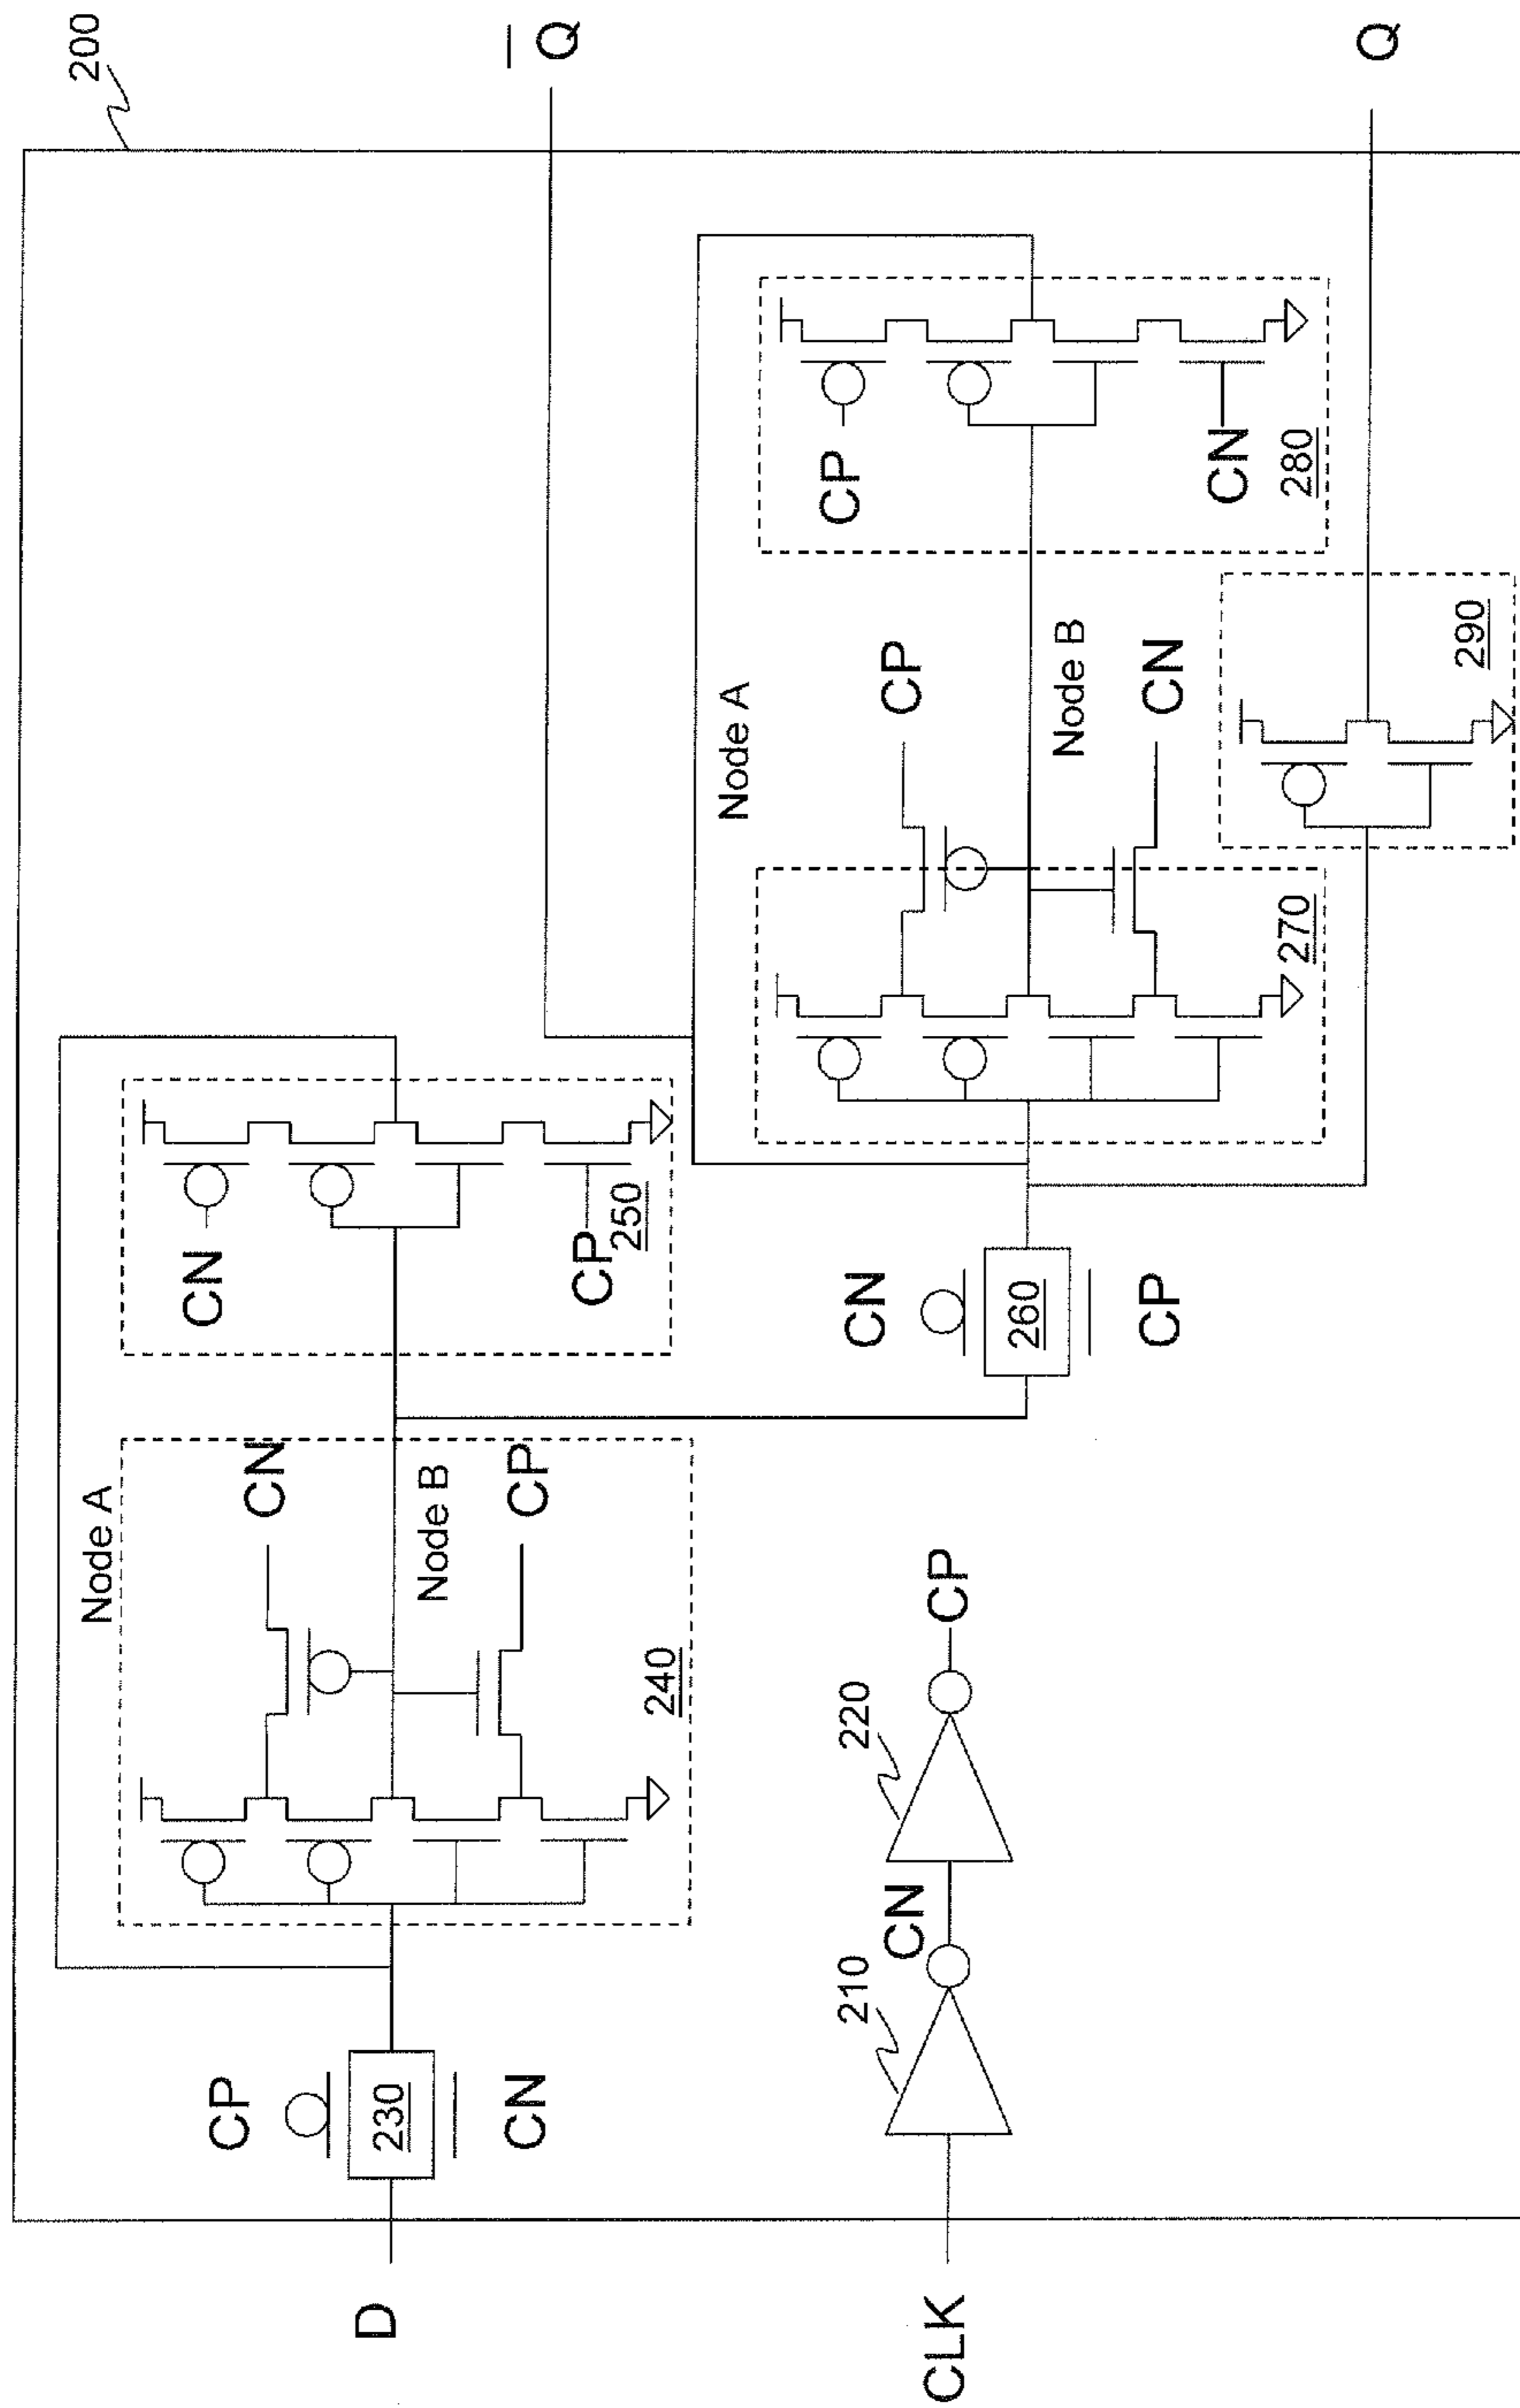 200
Q
Q
Node A
CN
CP
250
CN
Node B
CP
240
CP
230
CN
D
Node A
CP
CN
280
CP
Node B
CN
270
290
CN
260
CP
210
CN
220
CP
CLK